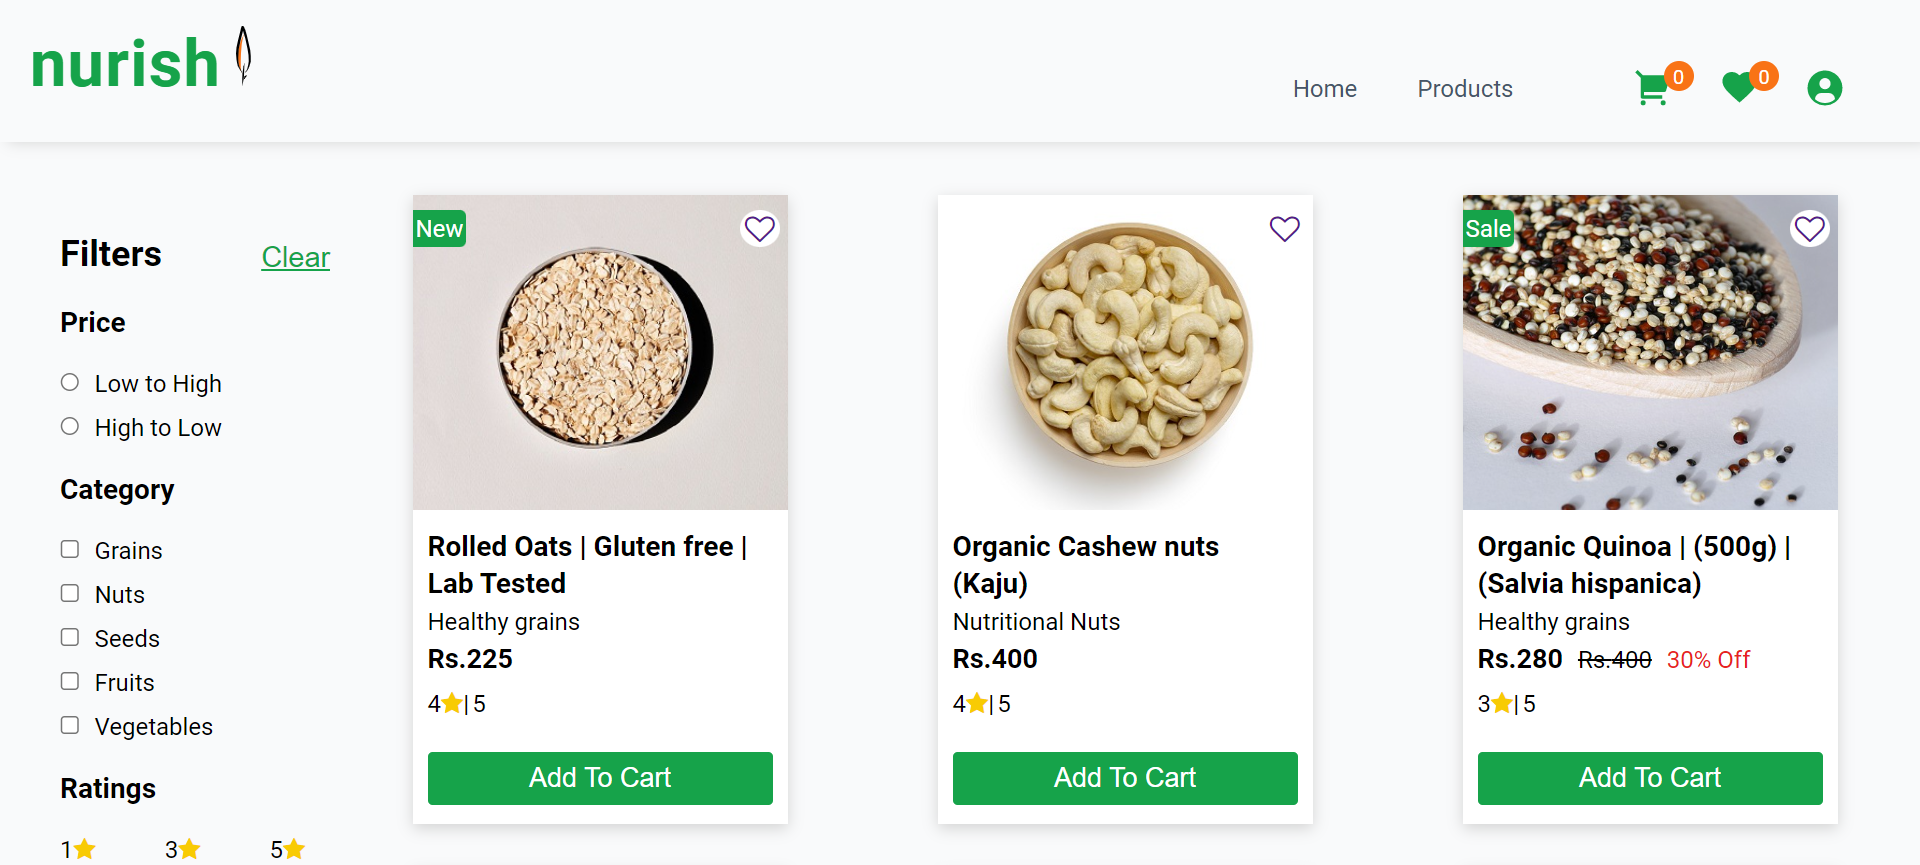 nurish
Home
Products
0
0
Filters
Clear
Price
Low to High
High to Low
Category
Grains
Nuts
Seeds
Fruits
Vegetables
Ratings
1
3
5
New
Rolled Oats | Gluten free |
Lab Tested
Healthy grains
Rs.225
4 | 5
Add To Cart
Organic Cashew nuts
(Kaju)
Nutritional Nuts
Rs.400
4 | 5
Add To Cart
Sale
Organic Quinoa | (500g) |
(Salvia hispanica)
Healthy grains
Rs.280 Rs.400 30% Off
3 | 5
Add To Cart